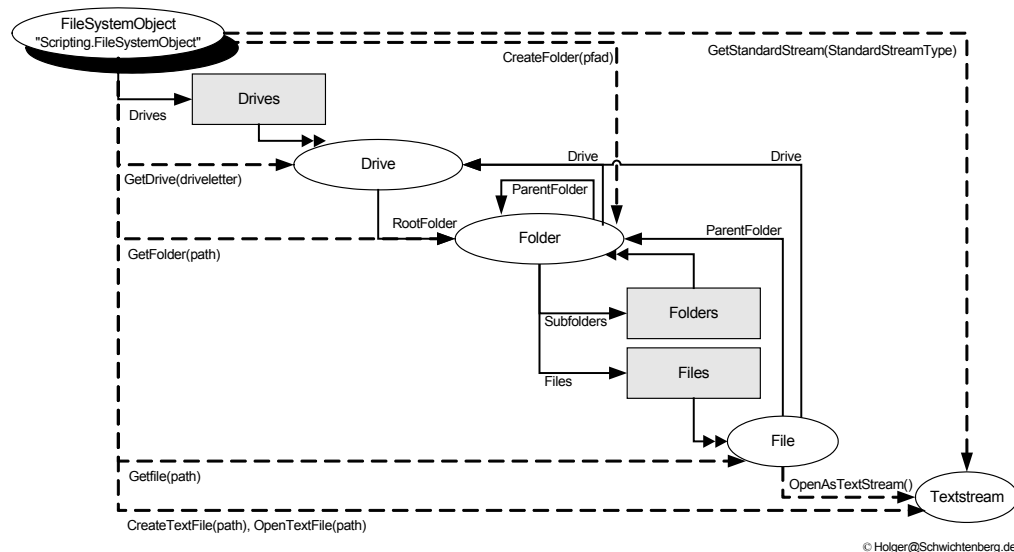 FileSystemObject
"Scripting.FileSystemObject"
GetStandardStream(StandardStreamType)
CreateFolder(pfad)
Drives
Drives
Drive
Drive
Drive
GetDrive(driveletter)
ParentFolder
RootFolder
ParentFolder
Folder
GetFolder(path)
Folders
Subfolders
Files
Files
File
Getfile(path)
OpenAsTextStream()
Textstream
CreateTextFile(path), OpenTextFile(path)
© Holger@Schwichtenberg.de